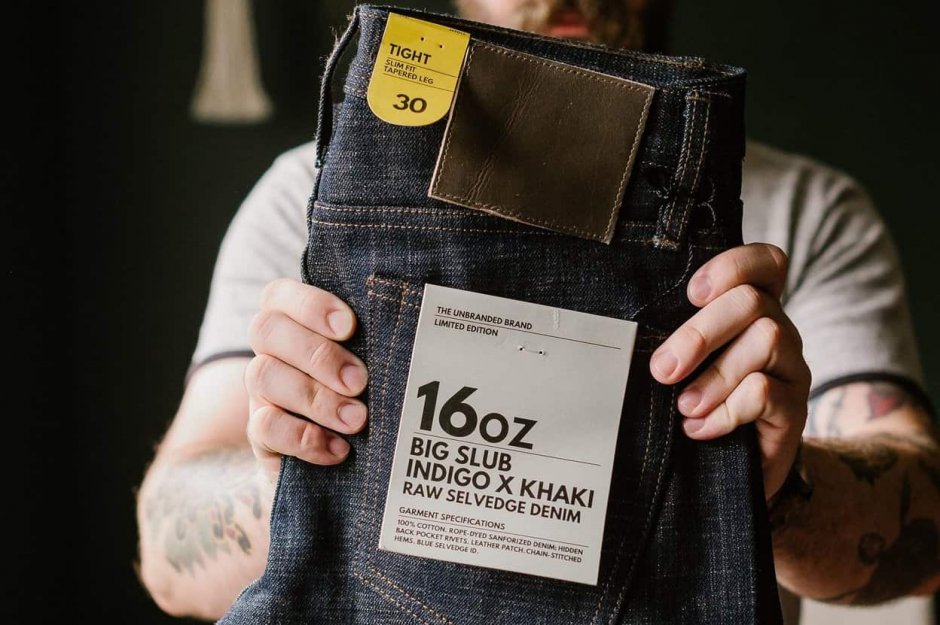 TIGHT
SLIM FIT
TAPERED LEG
30
THE UNBRANDED BRAND
LIMITED EDITION
16OZ
BIG SLUB
INDIGO X KHAKI
RAW SELVEDGE DENIM
GARMENT SPECIFICATIONS
100% COTTON. ROPE-DYED SANFORIZED DENIM; HIDDEN
BACK POCKET RIVETS. LEATHER PATCH. CHAIN-STITCHED
HEMS. BLUE SELVEDGE ID.